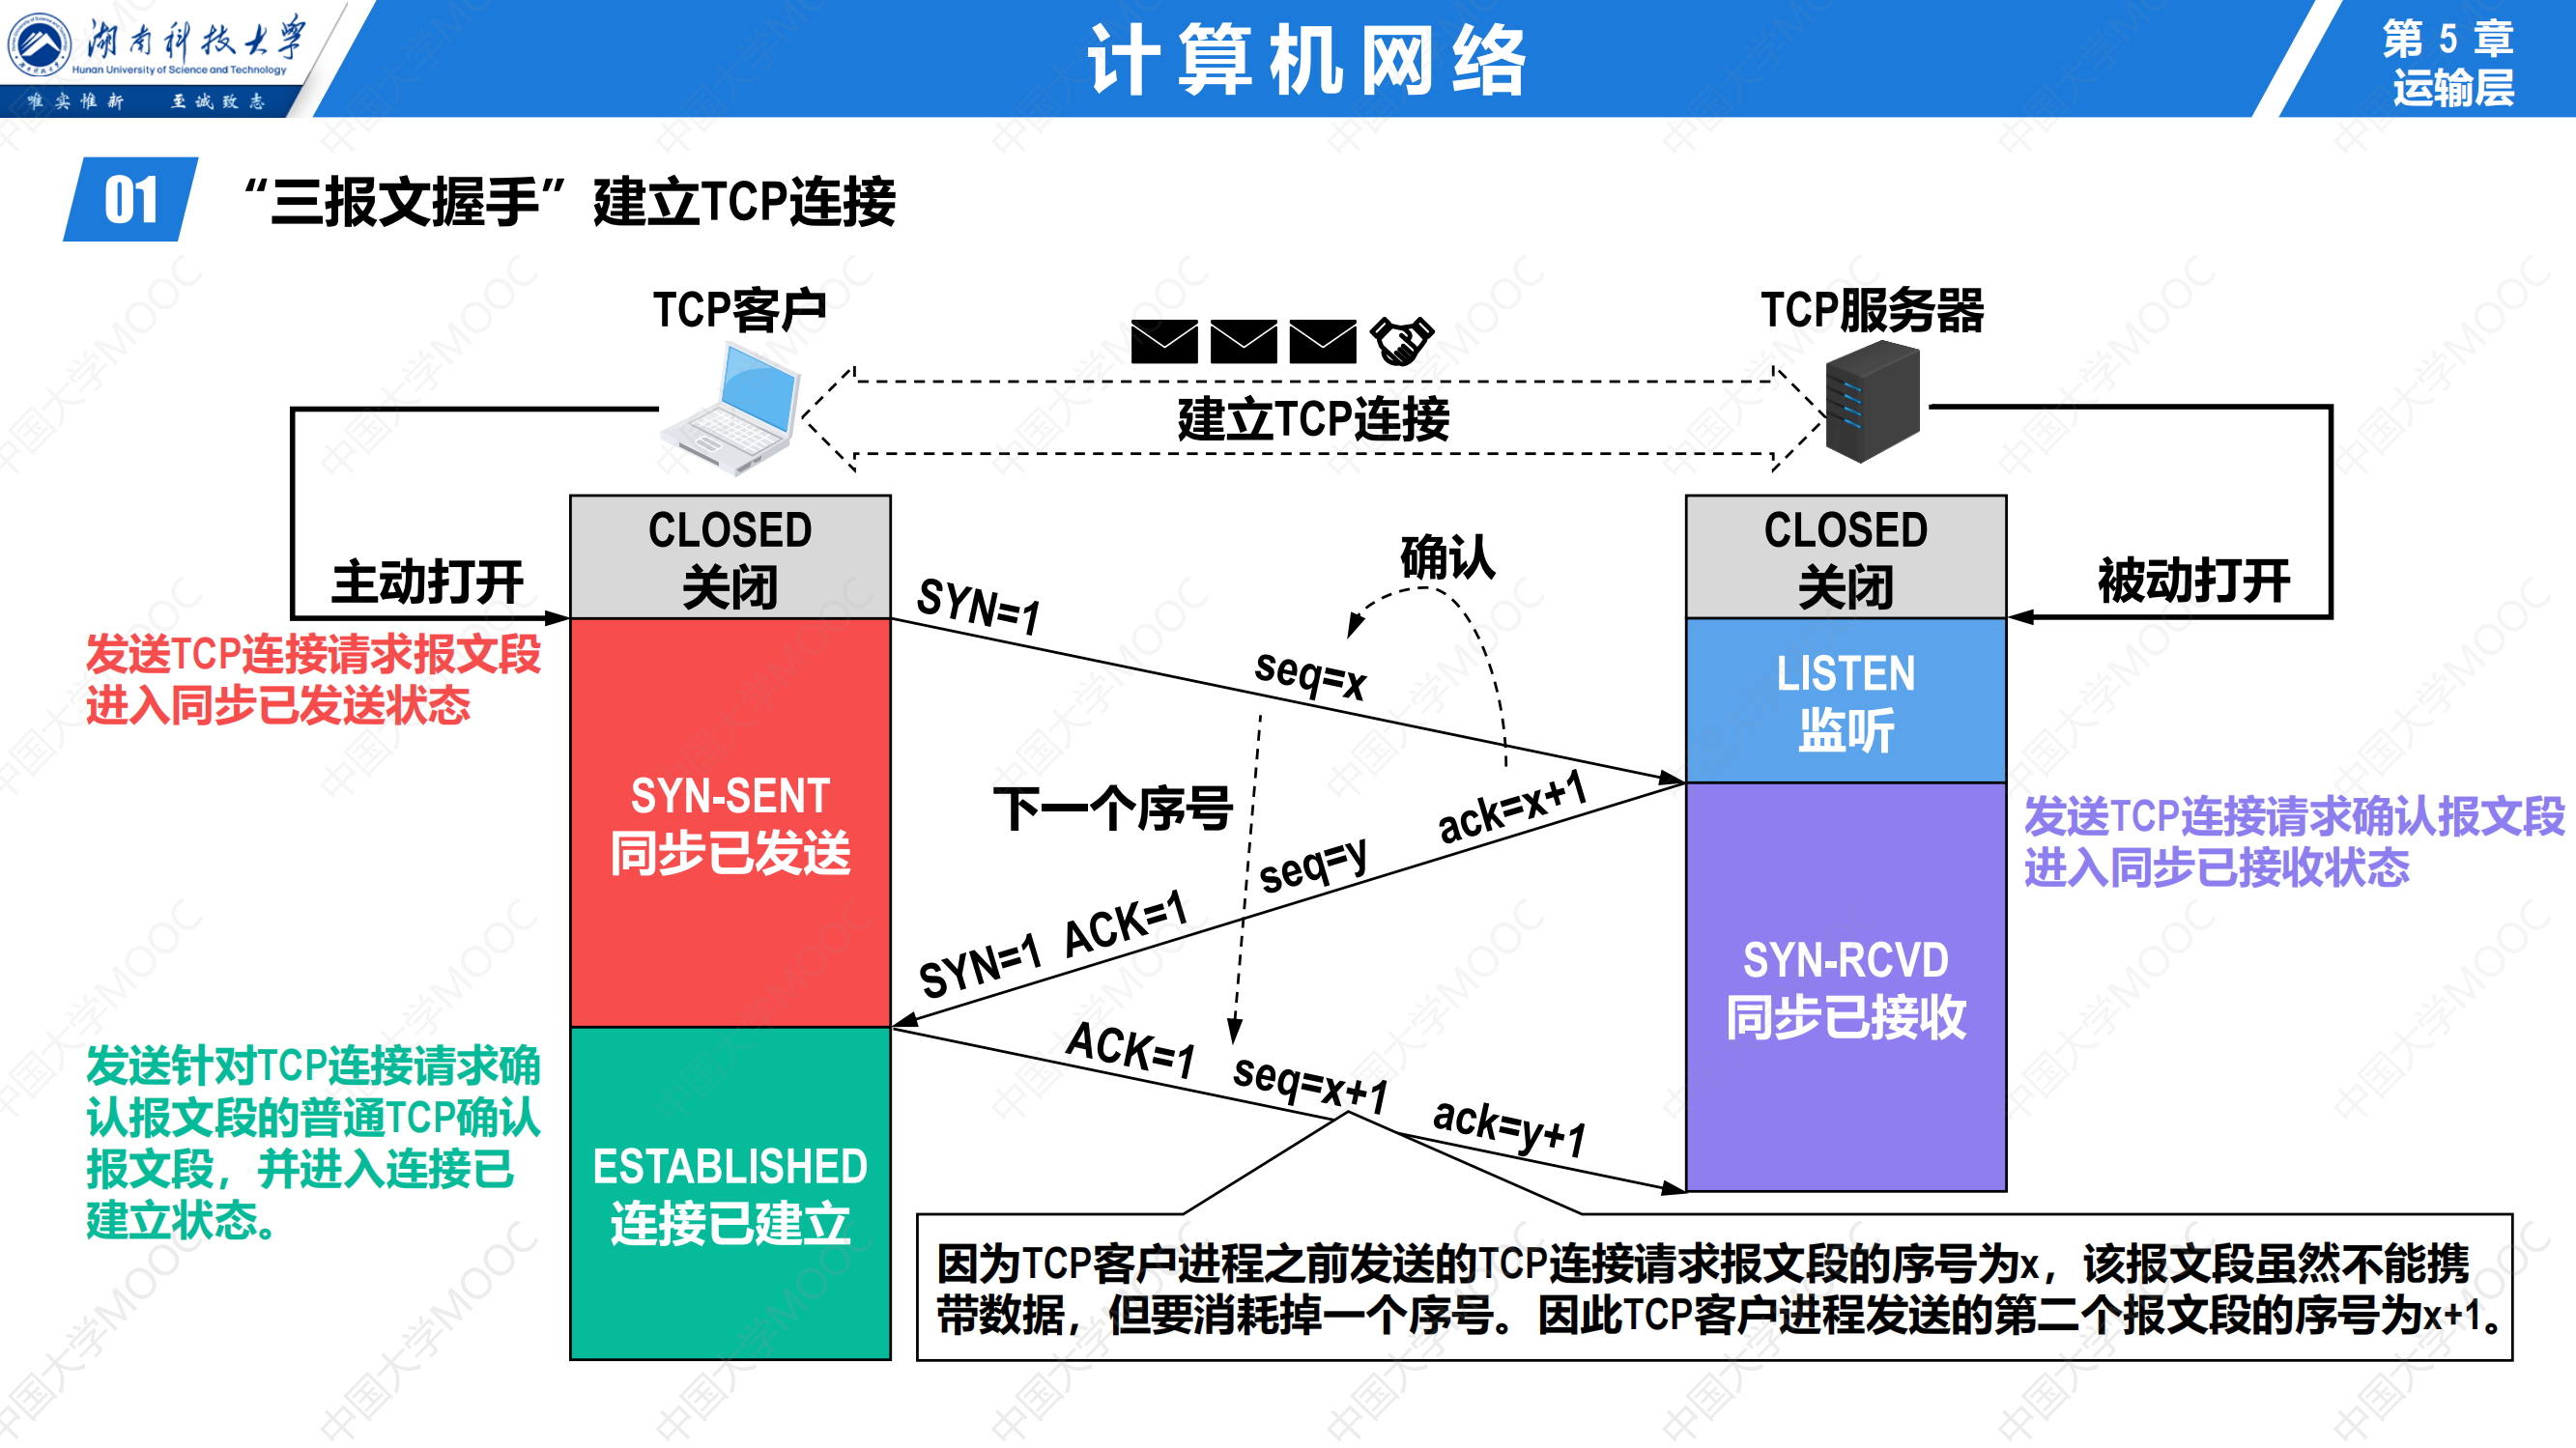 湖南科技大学
Hunan University of Science and Technology
唯实惟新 至诚致志
计算机网络
第 5 章
运输层
01
“三报文握手”建立TCP连接
TCP客户
TCP服务器
建立TCP连接
主动打开
被动打开
CLOSED
关闭
CLOSED
关闭
确认
SYN=1
seq=x
发送TCP连接请求报文段
进入同步已发送状态
LISTEN
监听
SYN-SENT
同步已发送
下一个序号
ack=x+1
seq=y
SYN=1 ACK=1
发送TCP连接请求确认报文段
进入同步已接收状态
SYN-RCVD
同步已接收
发送针对TCP连接请求确
认报文段的普通TCP确认
报文段，并进入连接已
建立状态。
ACK=1
seq=x+1
ack=y+1
ESTABLISHED
连接已建立
因为TCP客户进程之前发送的TCP连接请求报文段的序号为x，该报文段虽然不能携
带数据，但要消耗掉一个序号。因此TCP客户进程发送的第二个报文段的序号为x+1。
中国大学MOOC